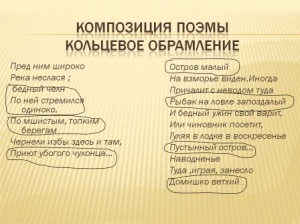 КОМПОЗИЦИЯ ПОЭМЫ
КОЛЬЦЕВОЕ ОБРАМЛЕНИЕ
Пред ним широко
Река неслася ;
бедный челн
По ней стремился
одиноко.
По мшистым, топким
берегам
Чернели избы здесь и там,
Приют убогого чухонца...
Остров малый
На взморье виден.Иногда
Причалит с неводом туда
Рыбак на ловле запоздалый
И бедный ужин свой варит,
Или чиновник посетит,
Гуляя в лодке в воскресенье
Пустынный остров...
Наводненье
Туда ,играя, занесло
Домишко ветхий